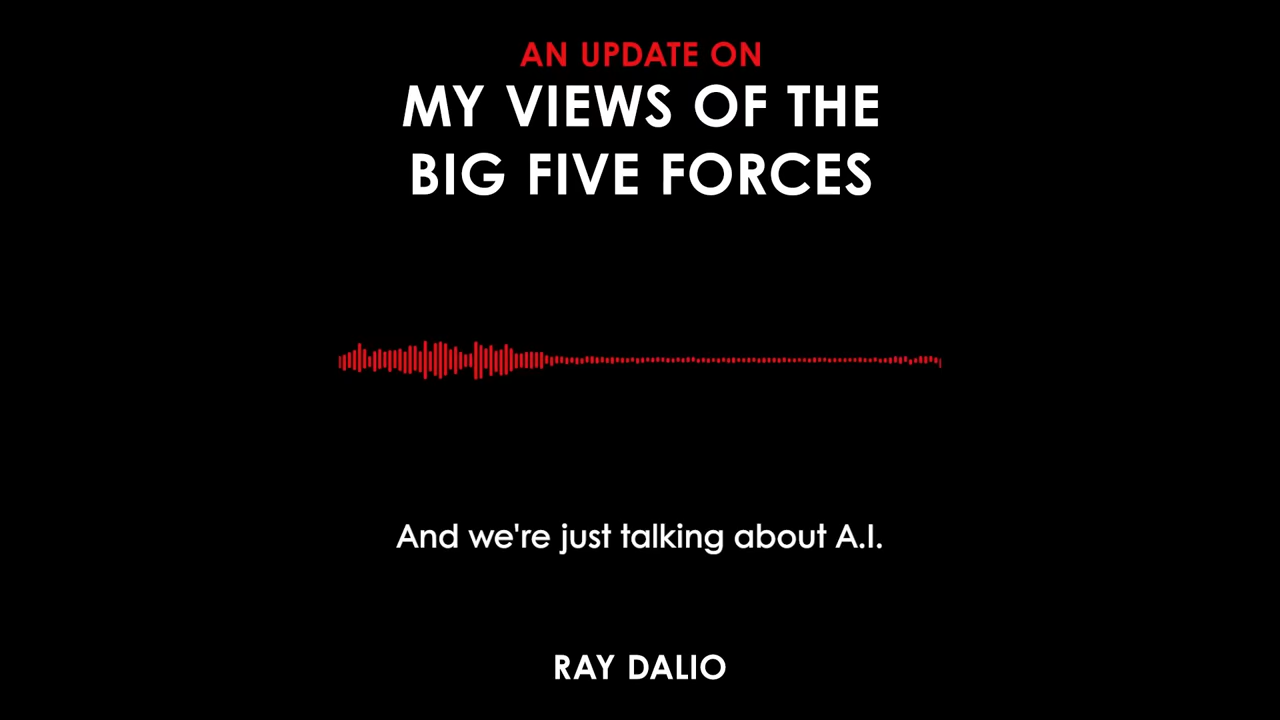 AN UPDATE ON
MY VIEWS OF THE
BIG FIVE FORCES
And we're just talking about A.I.
RAY DALIO